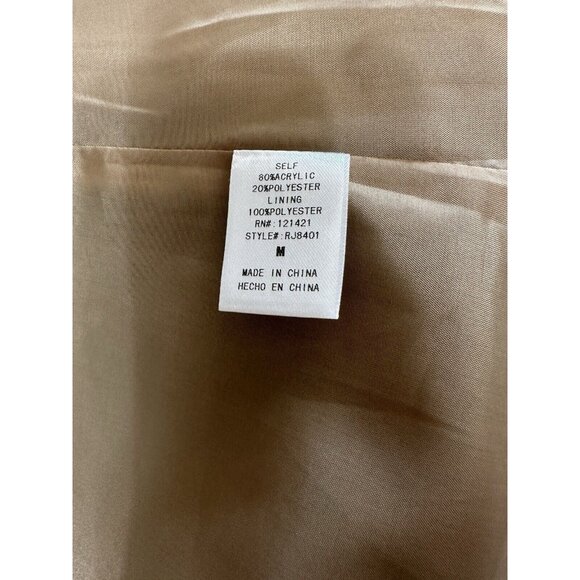 SELF
80%ACRYLIC
20%POLYESTER
LINING
100%POLYESTER
RN#:121421
STYLE#:RJ8401
M
MADE IN CHINA
HECHO EN CHINA